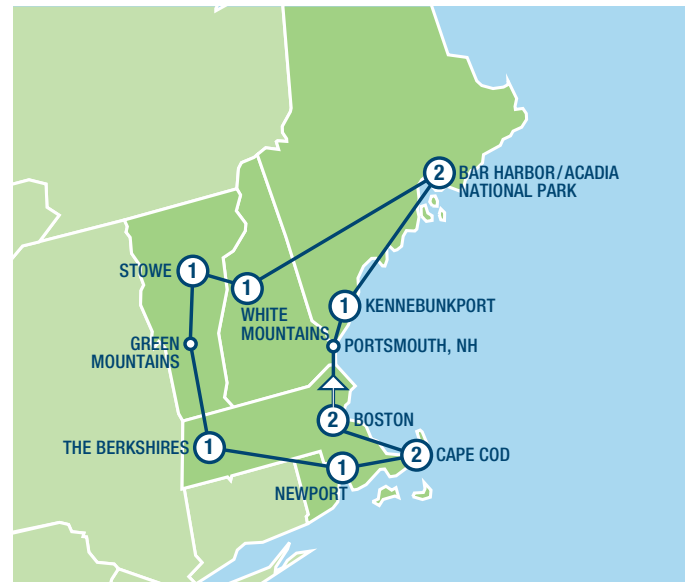 2
BAR HARBOR/ACADIA
NATIONAL PARK
STOWE
1
1
WHITE
MOUNTAINS
1
KENNEBUNKPORT
GREEN
MOUNTAINS
PORTSMOUTH, NH
2
BOSTON
THE BERKSHIRES
1
2
CAPE COD
1
NEWPORT